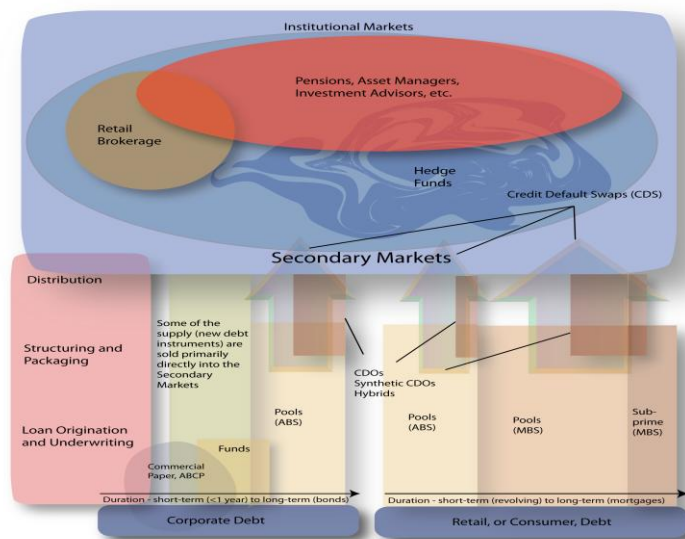 Institutional Markets
Pensions, Asset Managers,
Investment Advisors, etc.
Retail
Brokerage
Hedge
Funds
Credit Default Swaps (CDS)
Secondary Markets
Distribution
Structuring and
Packaging
Loan Origination
and Underwriting
Some of the
supply (new debt
instruments) are
sold primarily
directly into the
Secondary
Markets
CDOs
Synthetic CDOs
Hybrids
Pools
(ABS)
Pools
(ABS)
Pools
(MBS)
Sub-
prime
(MBS)
Funds
Commercial
Paper, ABCP
Duration - short-term (<1 year) to long-term (bonds)
Duration - short-term (revolving) to long-term (mortgages)
Corporate Debt
Retail, or Consumer, Debt